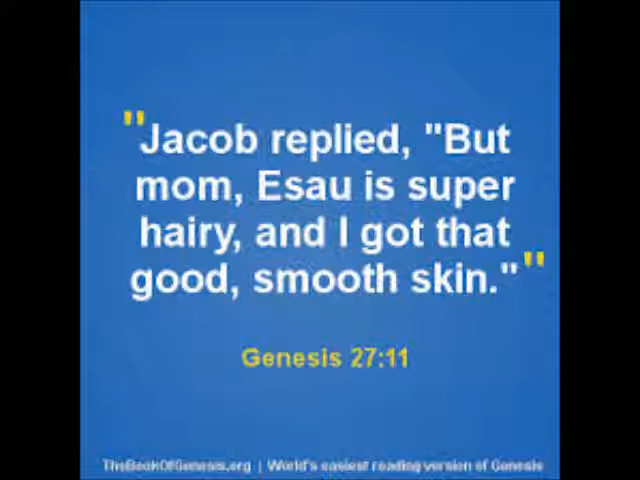 "Jacob replied, "But
mom, Esau is super
hairy, and I got that
good, smooth skin.""
Genesis 27:11
TheBookOfGenesis.org | World's easiest reading version of Genesis